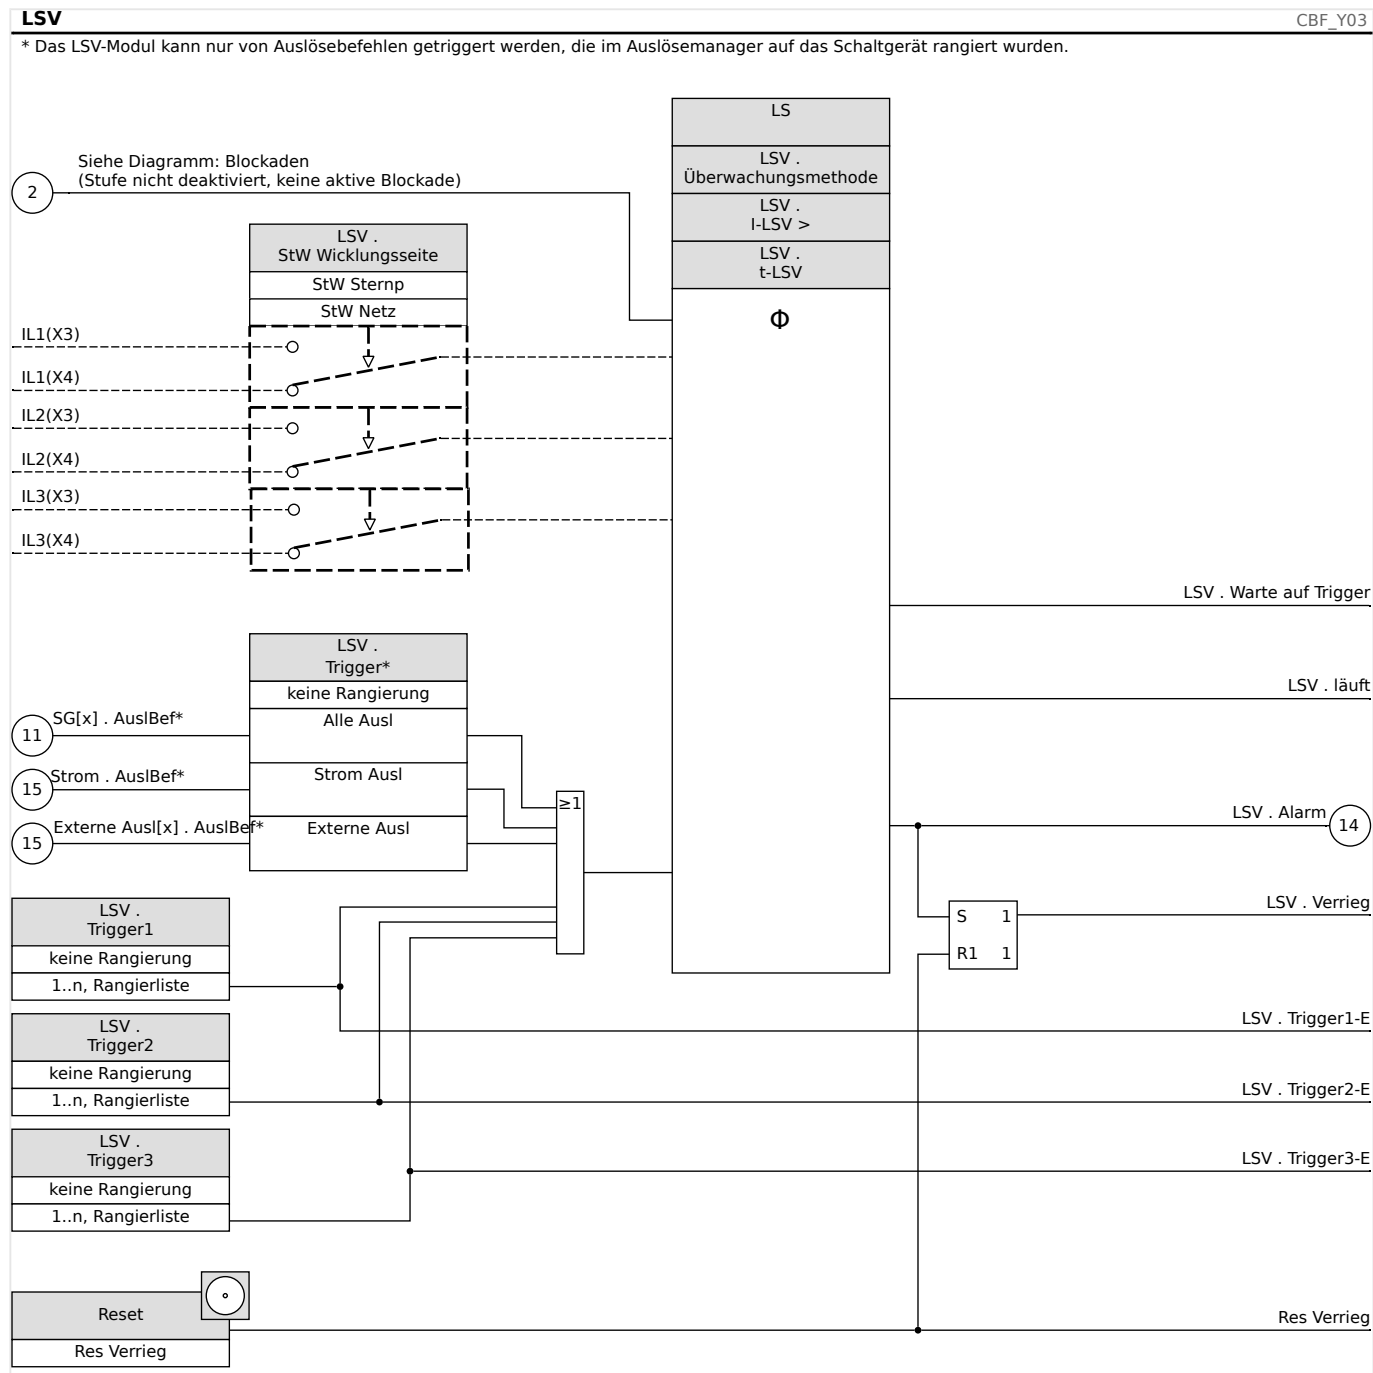 LSV
CBF_Y03
* Das LSV-Modul kann nur von Auslösebefehlen getriggert werden, die im Auslösemanager auf das Schaltgerät rangiert wurden.
LS
LSV .
Überwachungsmethode
LSV .
I-LSV >
LSV .
t-LSV
Φ
Siehe Diagramm: Blockaden
(Stufe nicht deaktiviert, keine aktive Blockade)
2
LSV .
StW Wicklungsseite
StW Sternp
StW Netz
IL1(X3)
IL1(X4)
IL2(X3)
IL2(X4)
IL3(X3)
IL3(X4)
LSV . Warte auf Trigger
LSV . läuft
LSV .
Trigger*
keine Rangierung
Alle Ausl
Strom Ausl
Externe Ausl
11
SG[x] . AuslBef*
15
Strom . AuslBef*
15
Externe Ausl[x] . AuslBef*
≥1
LSV . Alarm
14
LSV . Verrieg
S 1
R1 1
LSV .
Trigger1
keine Rangierung
1..n, Rangierliste
LSV . Trigger1-E
LSV .
Trigger2
keine Rangierung
1..n, Rangierliste
LSV . Trigger2-E
LSV .
Trigger3
keine Rangierung
1..n, Rangierliste
LSV . Trigger3-E
Reset
Res Verrieg
Res Verrieg